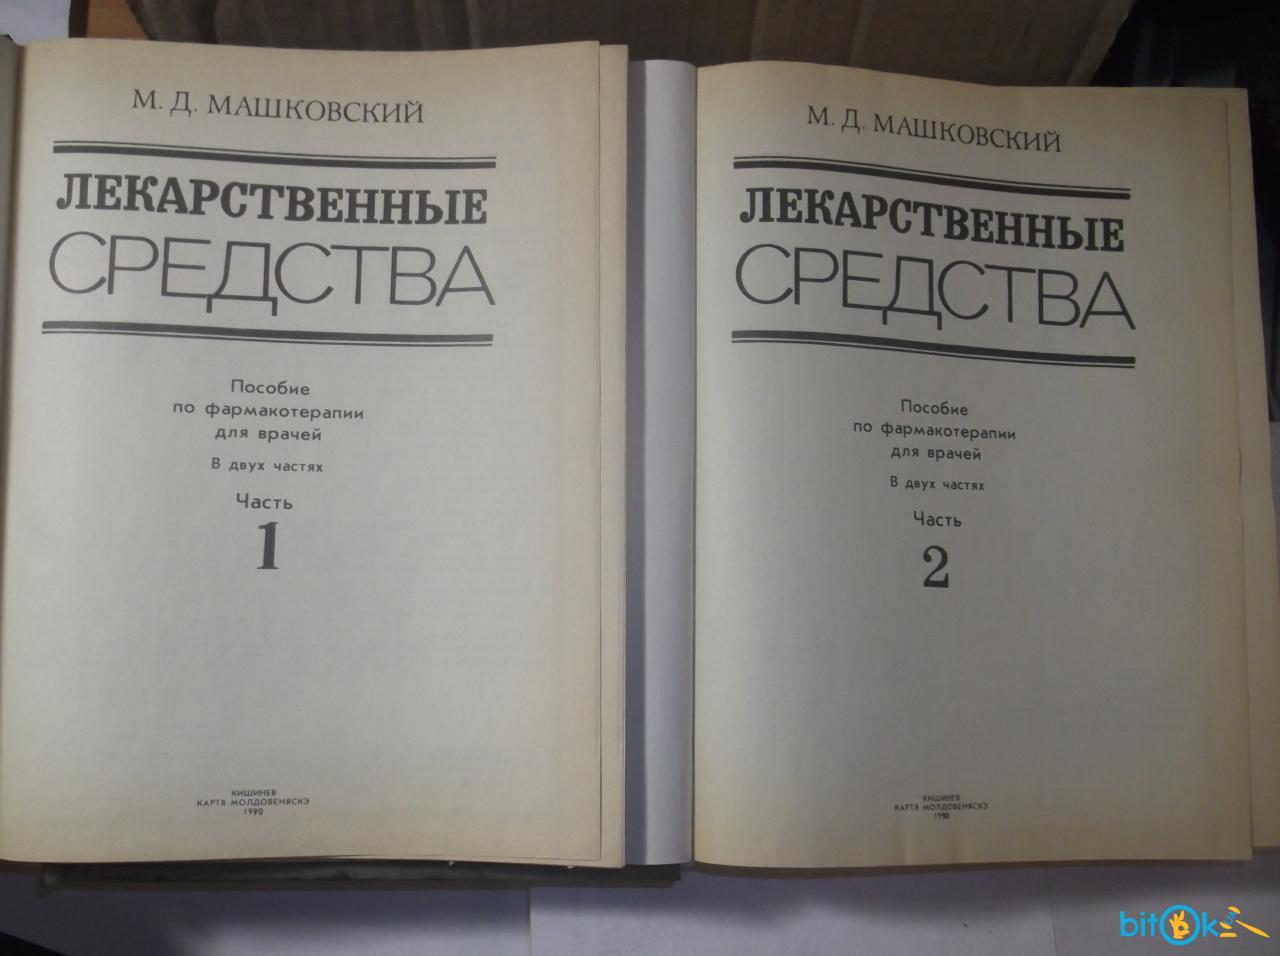 М. Д. МАШКОВСКИЙ
ЛЕКАРСТВЕННЫЕ
СРЕДСТВА
Пособие
по фармакотерапии
для врачей
В двух частях
Часть
1
КИШИНЕВ
КАРТЯ МОЛДОВЕНЯСКЭ
1990
М. Д. МАШКОВСКИЙ
ЛЕКАРСТВЕННЫЕ
СРЕДСТВА
Пособие
по фармакотерапии
для врачей
В двух частях
Часть
2
КИШИНЕВ
КАРТЯ МОЛДОВЕНЯСКЭ
1990
bitOk